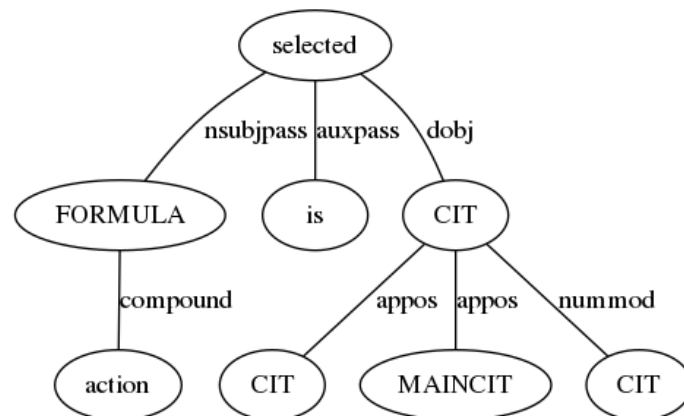 selected
nsubjpass auxpass dobj
FORMULA is CIT
compound appos appos nummod
action CIT MAINCIT CIT